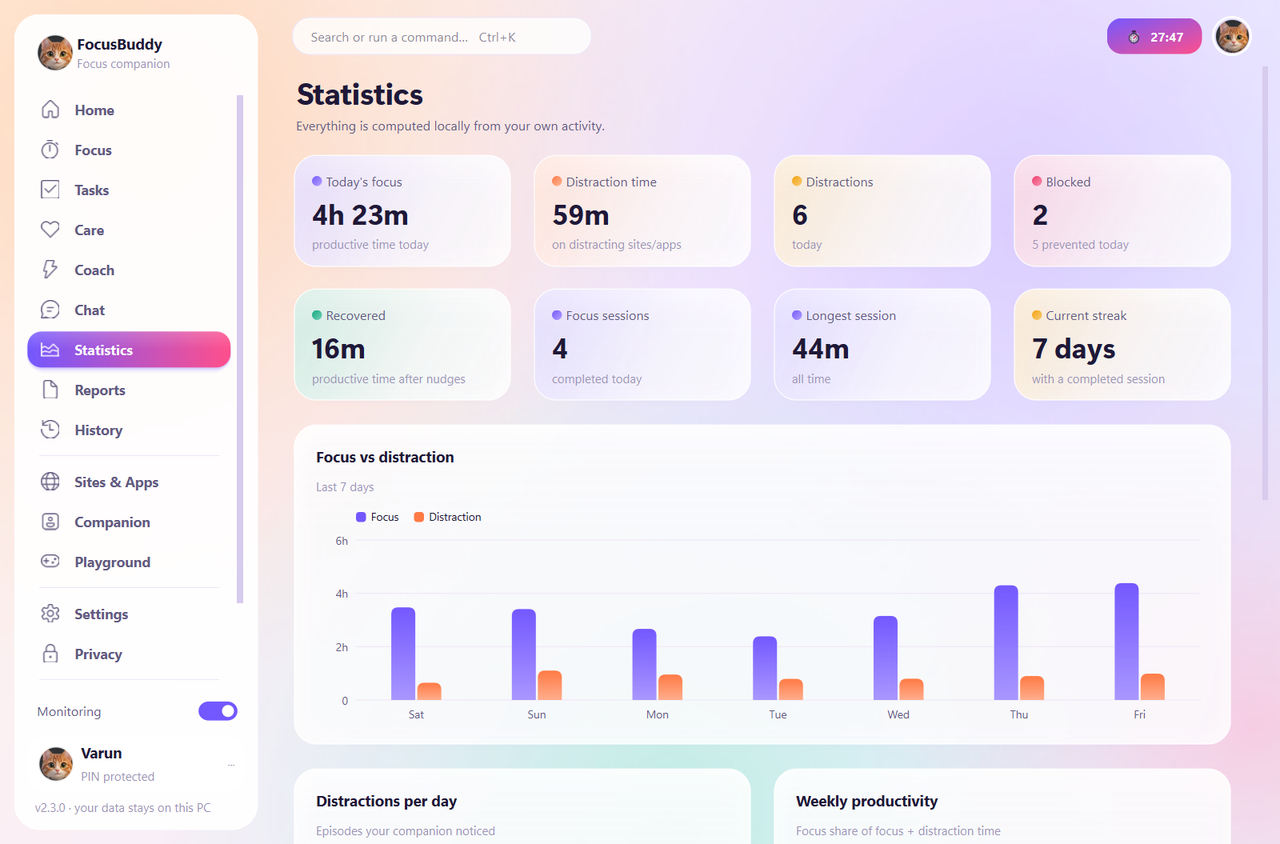 FocusBuddy
Focus companion
Home
Focus
Tasks
Care
Coach
Chat
Statistics
Reports
History
Sites & Apps
Companion
Playground
Settings
Privacy
Monitoring
Varun
PIN protected
...
v2.3.0 · your data stays on this PC
Search or run a command... Ctrl+K
27:47
Statistics
Everything is computed locally from your own activity.
Today's focus
4h 23m
productive time today
Distraction time
59m
on distracting sites/apps
Distractions
6
today
Blocked
2
5 prevented today
Recovered
16m
productive time after nudges
Focus sessions
4
completed today
Longest session
44m
all time
Current streak
7 days
with a completed session
Focus vs distraction
Last 7 days
Focus Distraction
6h
4h
2h
0
Sat Sun Mon Tue Wed Thu Fri
Distractions per day
Episodes your companion noticed
Weekly productivity
Focus share of focus + distraction time